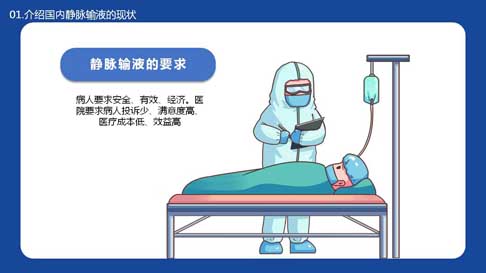 01.介绍国内静脉输液的现状
静脉输液的要求
病人要求安全、有效、经济。医
院要求病人投诉少、满意度高、
医疗成本低、效益高